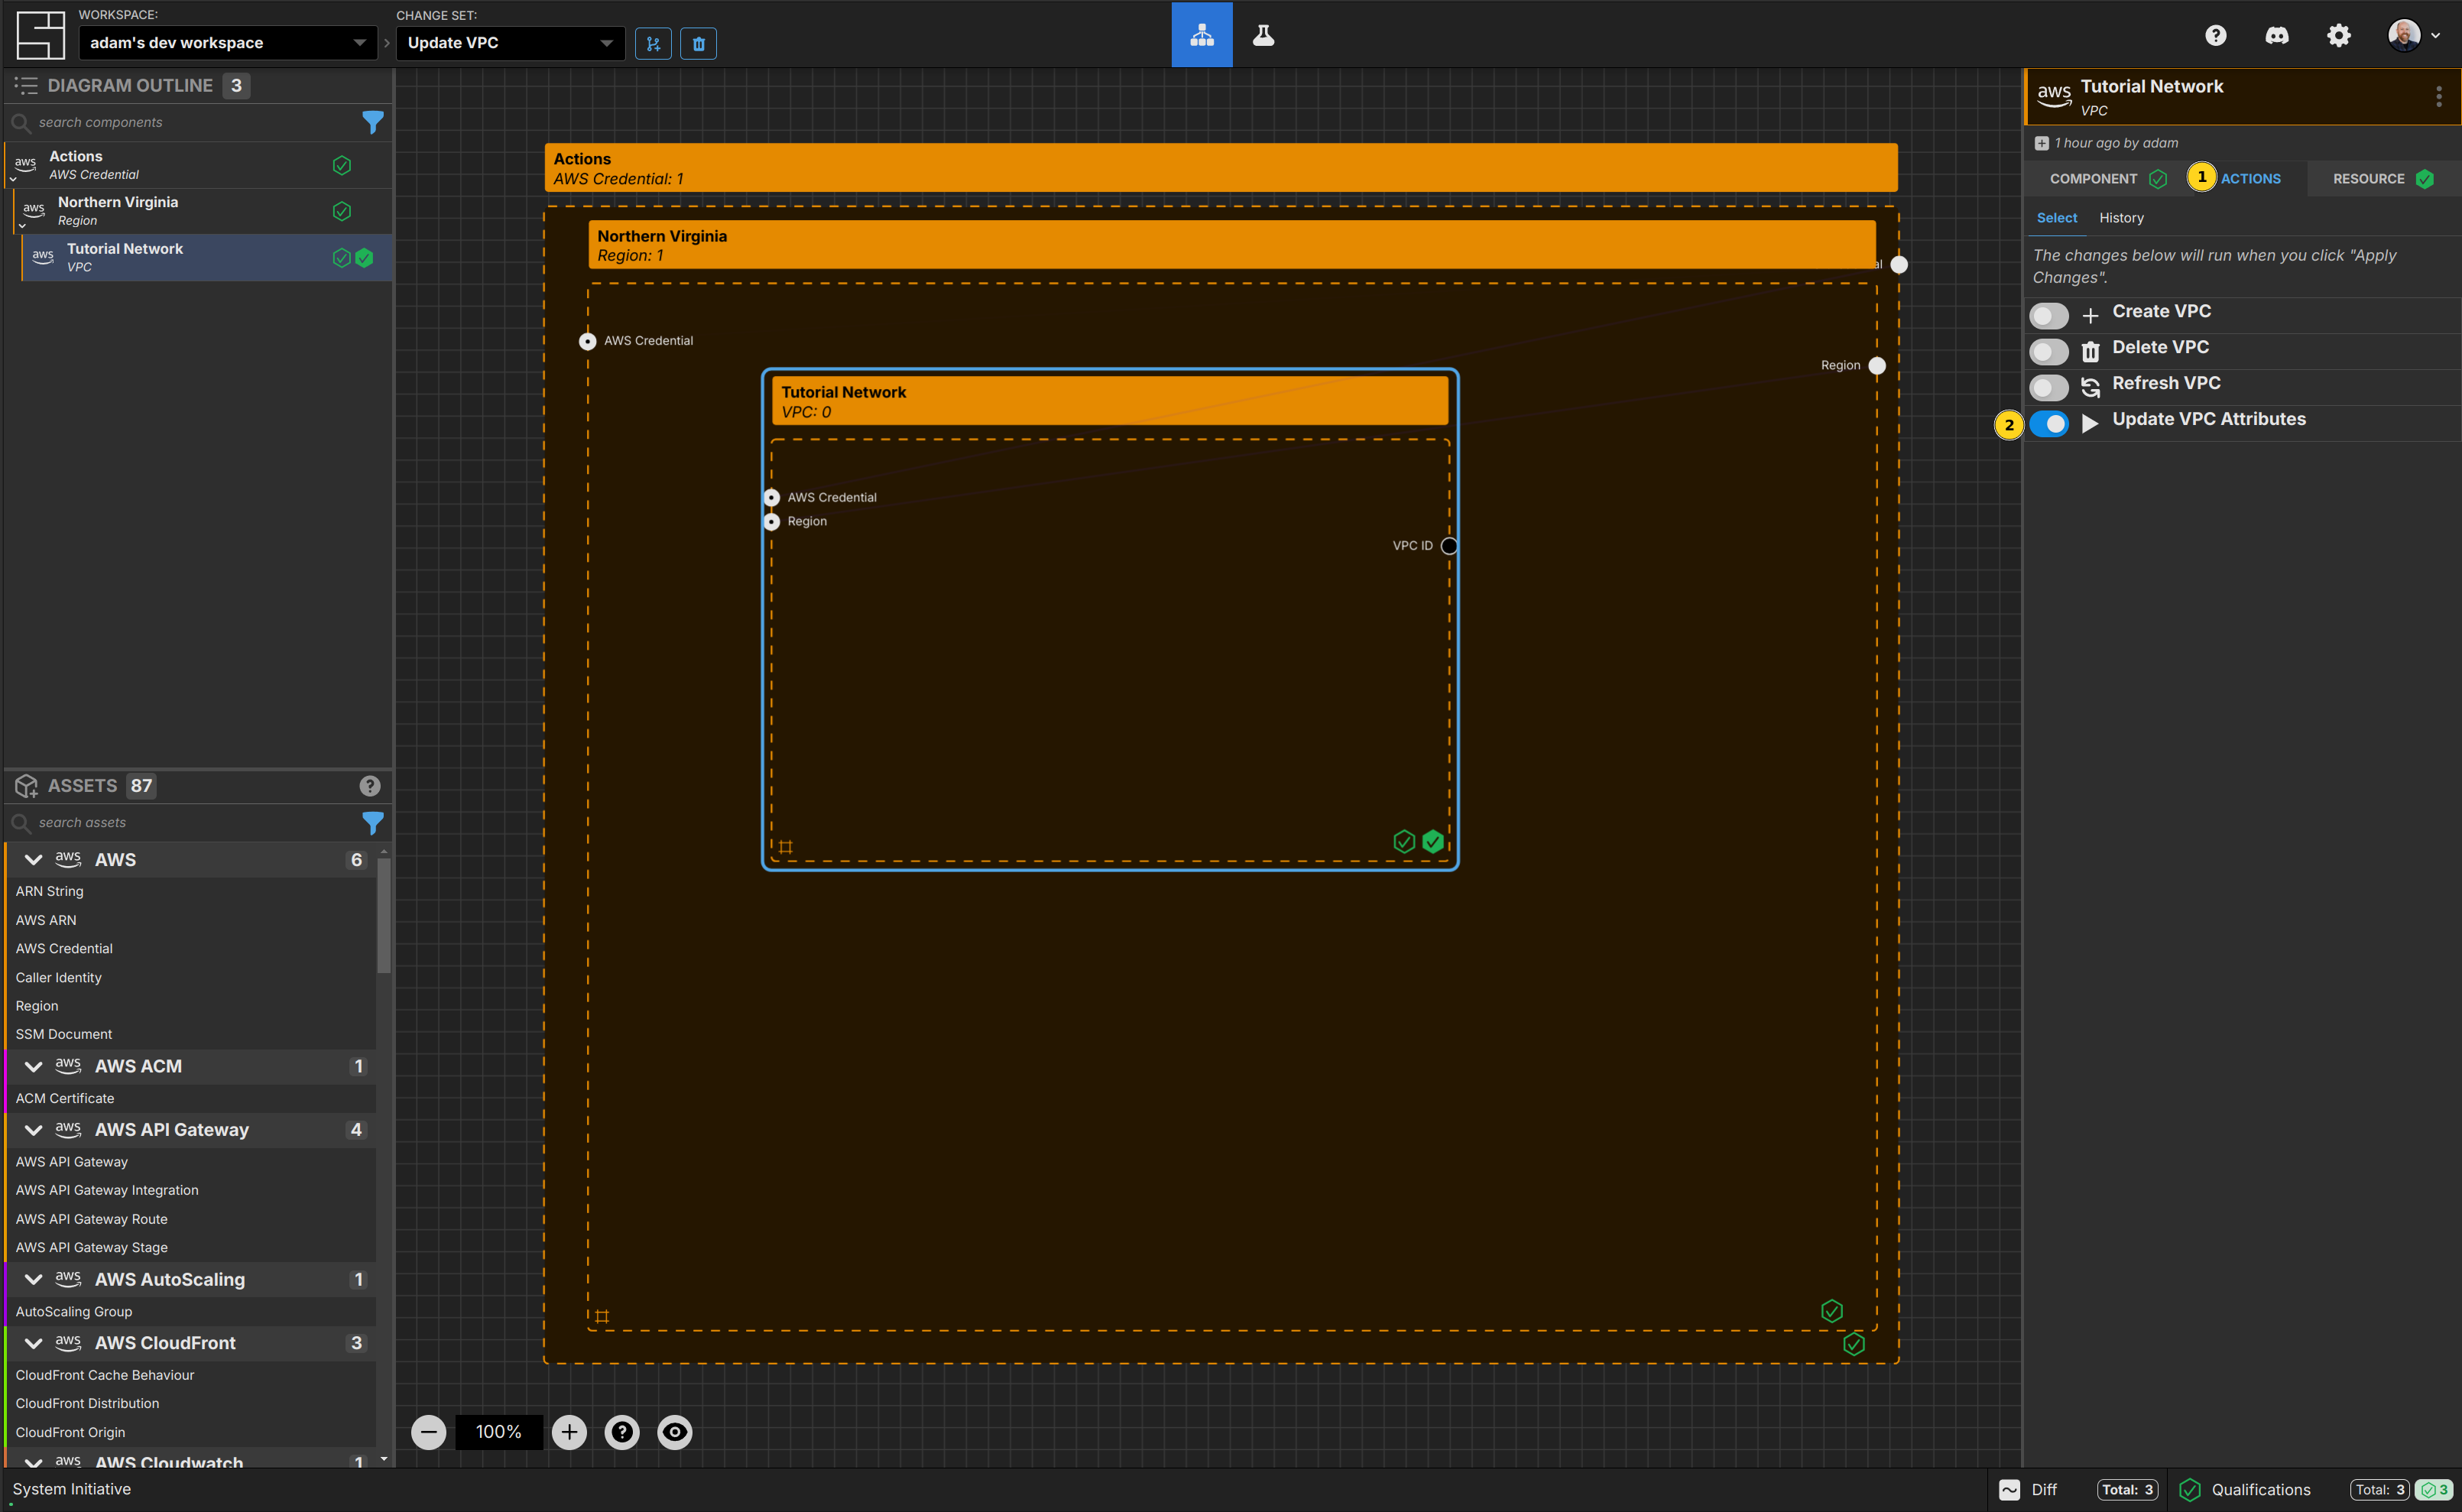 WORKSPACE:
adam's dev workspace
CHANGE SET:
Update VPC
DIAGRAM OUTLINE 3
search components
aws
Actions
AWS Credential
aws
Northern Virginia
Region
aws
Tutorial Network
VPC
ASSETS 87
search assets
aws AWS 6
ARN String
AWS ARN
AWS Credential
Caller Identity
Region
SSM Document
aws AWS ACM 1
ACM Certificate
aws AWS API Gateway 4
AWS API Gateway
AWS API Gateway Integration
AWS API Gateway Route
AWS API Gateway Stage
aws AWS AutoScaling 1
AutoScaling Group
aws AWS CloudFront 3
CloudFront Cache Behaviour
CloudFront Distribution
CloudFront Origin
aws AWS Cloudwatch 1
Actions
AWS Credential: 1
Northern Virginia
Region: 1
al
AWS Credential
Region
Tutorial Network
VPC: 0
AWS Credential
Region
VPC ID
100%
aws
Tutorial Network
VPC
1 hour ago by adam
COMPONENT
1 ACTIONS
RESOURCE
Select History
The changes below will run when you click "Apply
Changes".
Create VPC
Delete VPC
Refresh VPC
2 Update VPC Attributes
System Initiative
Diff Total: 3
Qualifications Total: 3 3